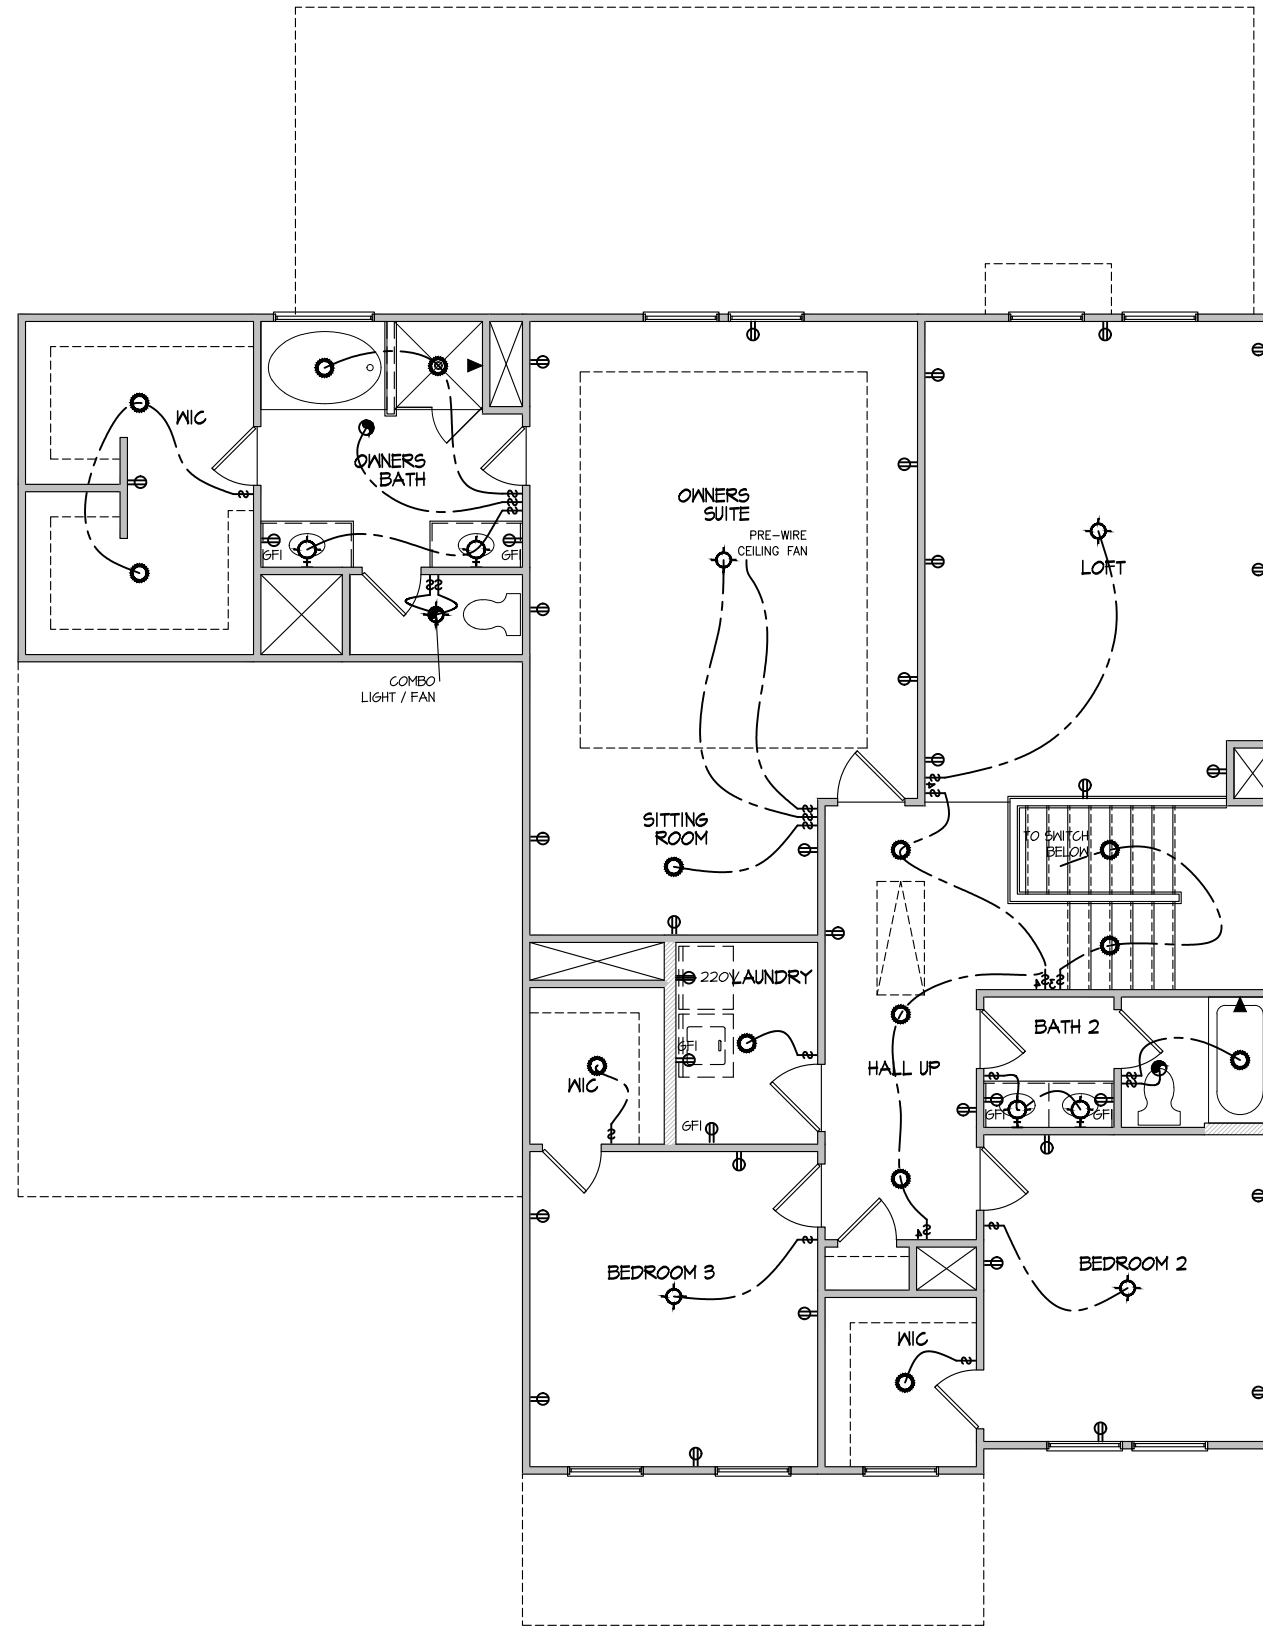 WIC
OWNERS
BATH
OWNERS
SUITE
PRE-WIRE
CEILING FAN
GFI
GFI
LOFT
SS
COMBO
LIGHT / FAN
SITTING
ROOM
TO SWITCH
BELOW
220V
LAUNDRY
GFI
BATH 2
HALL UP
WIC
GFI
GFI
GFI
BEDROOM 3
BEDROOM 2
WIC